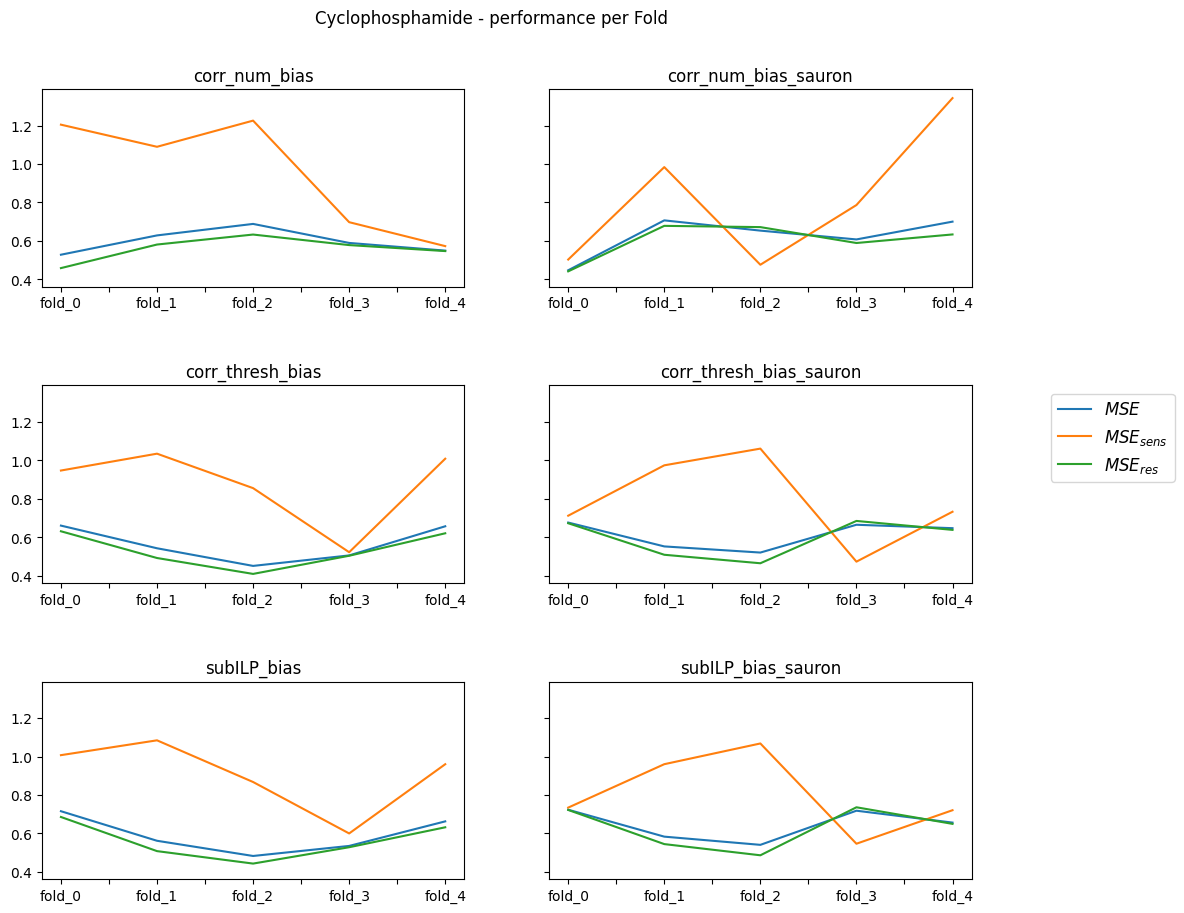 Cyclophosphamide - performance per Fold
corr_num_bias
corr_num_bias_sauron
1.2
1.0
0.8
0.6
0.4
fold_0 fold_1 fold_2 fold_3 fold_4
fold_0 fold_1 fold_2 fold_3 fold_4
corr_thresh_bias
corr_thresh_bias_sauron
1.2
1.0
0.8
0.6
0.4
fold_0 fold_1 fold_2 fold_3 fold_4
fold_0 fold_1 fold_2 fold_3 fold_4
MSE
MSE_sens
MSE_res
subILP_bias
subILP_bias_sauron
1.2
1.0
0.8
0.6
0.4
fold_0 fold_1 fold_2 fold_3 fold_4
fold_0 fold_1 fold_2 fold_3 fold_4